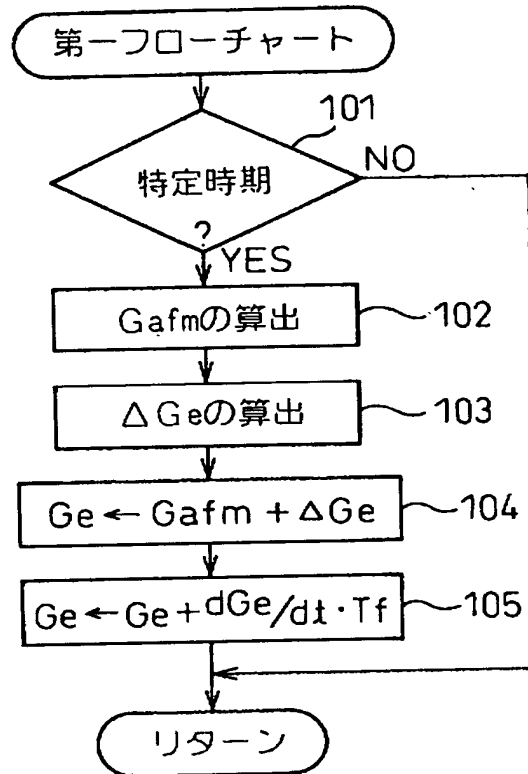 第一フローチャート
101
特定時期
?
NO
YES
Gafmの算出
102
△Geの算出
103
Ge ← Gafm + △Ge
104
Ge ← Ge + dGe/dt・Tf
105
リターン